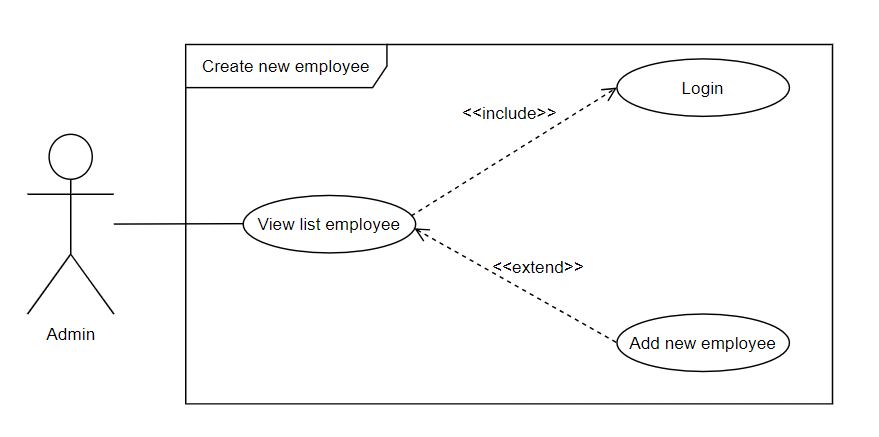 Create new employee
Login
<<include>>
View list employee
<<extend>>
Admin
Add new employee